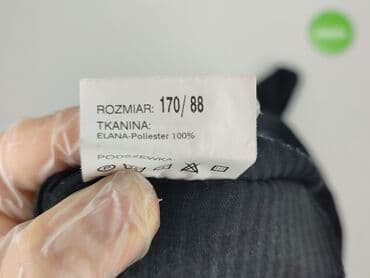 ROZMIAR: 170/88
TKANINA:
ELANA-Poliester 100%
PODSZEWKA